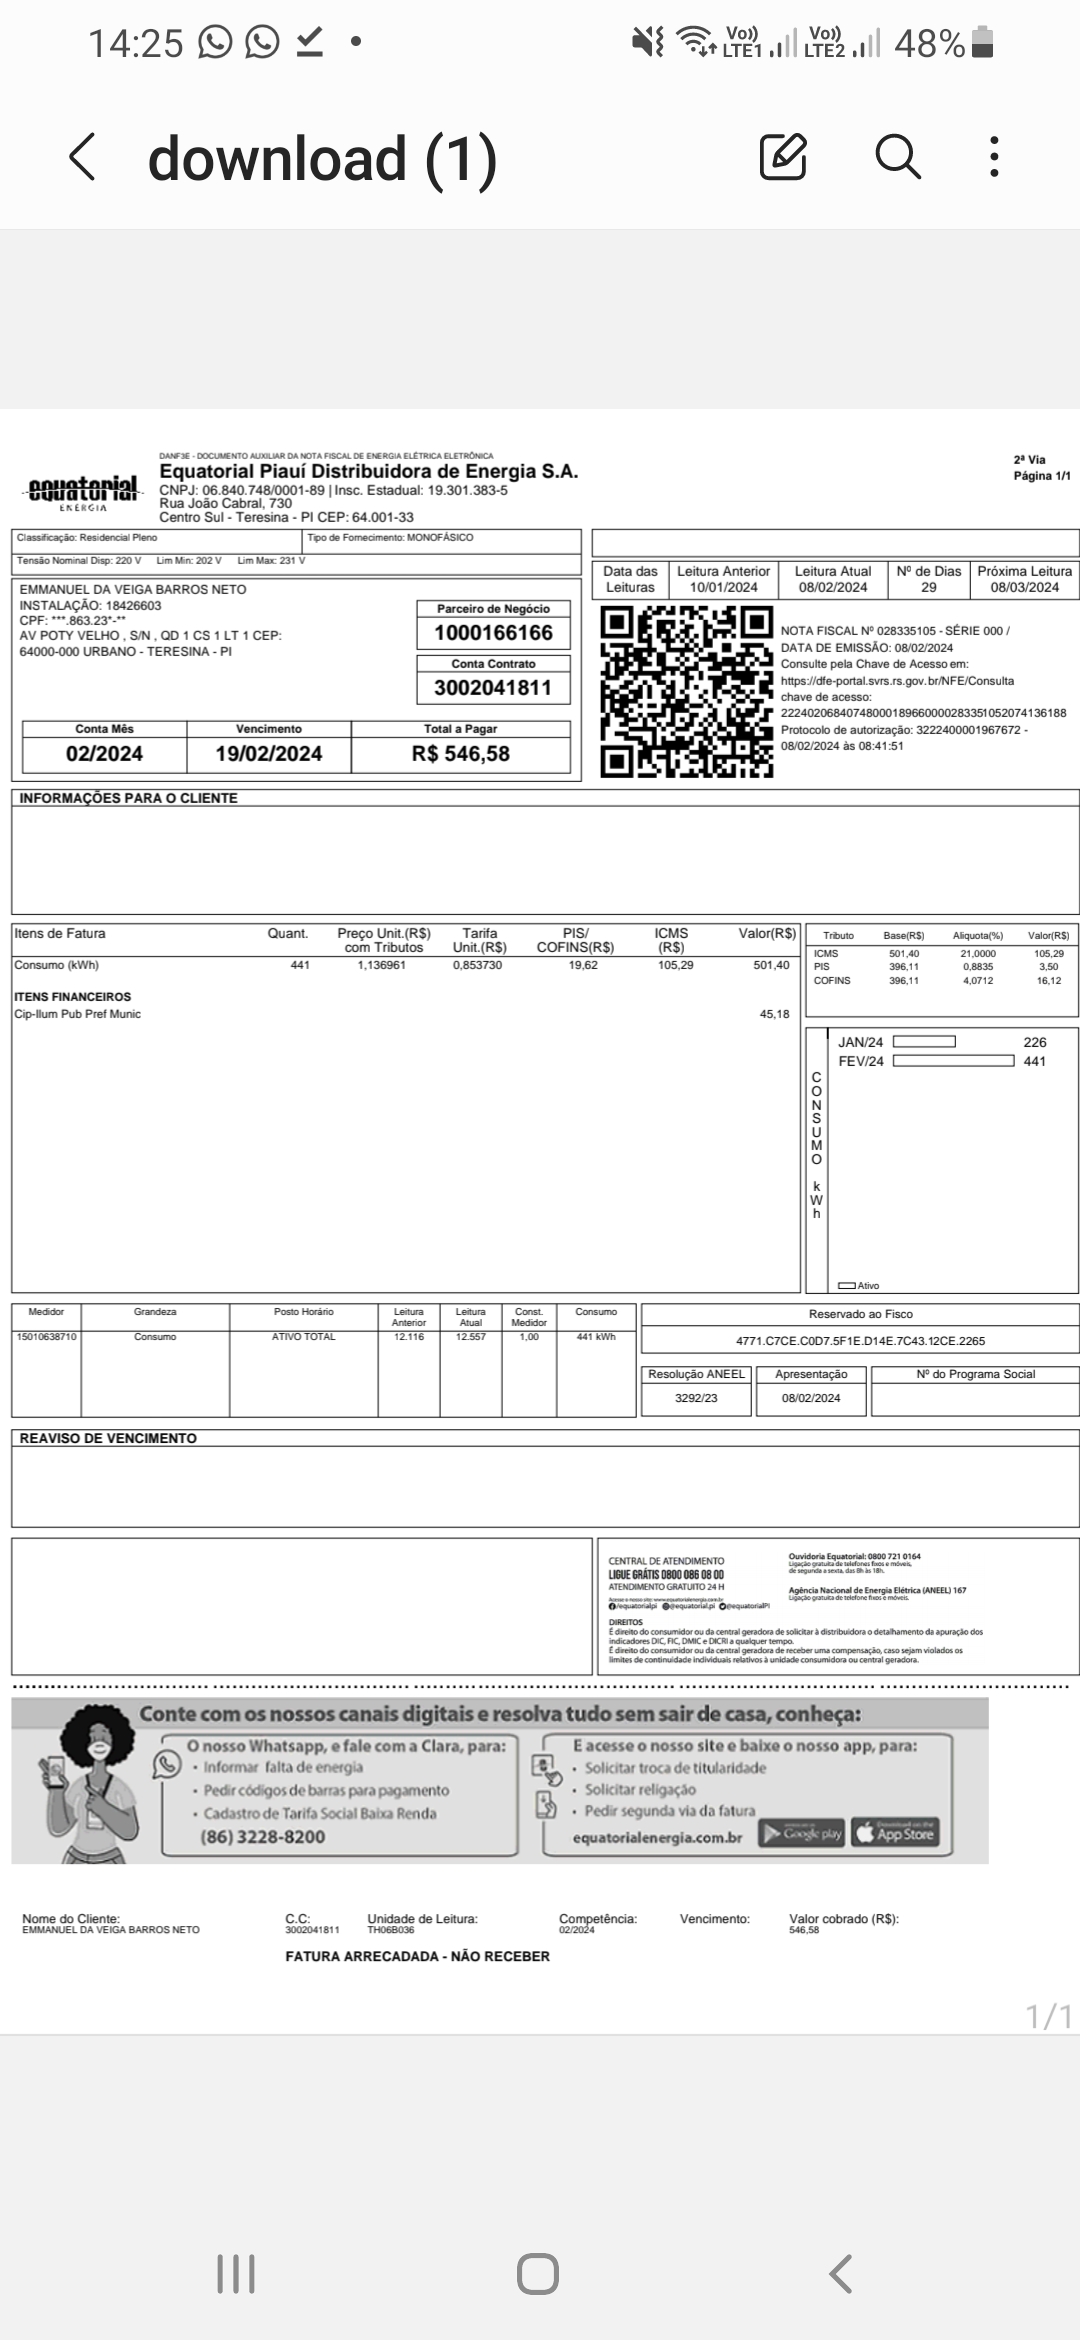 14:25
Vo)) LTE1 Vo)) LTE2 48%
download (1)
DANF3E - DOCUMENTO AUXILIAR DA NOTA FISCAL DE ENERGIA ELÉTRICA ELETRÔNICA
Equatorial Piauí Distribuidora de Energia S.A.
equatorial
ENERGIA
CNPJ: 06.840.748/0001-89 | Insc. Estadual: 19.301.383-5
Rua João Cabral, 730
Centro Sul - Teresina - PI CEP: 64.001-33
2ª Via
Página 1/1
Classificação: Residencial Pleno
Tipo de Fornecimento: MONOFÁSICO
Tensão Nominal Disp: 220 V Lim Min: 202 V Lim Max: 231 V
Data das Leituras
Leitura Anterior 10/01/2024
Leitura Atual 08/02/2024
Nº de Dias 29
Próxima Leitura 08/03/2024
EMMANUEL DA VEIGA BARROS NETO
INSTALAÇÃO: 18426603
CPF: ***.863.23*-**
AV POTY VELHO , S/N , QD 1 CS 1 LT 1 CEP:
64000-000 URBANO - TERESINA - PI
Parceiro de Negócio
1000166166
Conta Contrato
3002041811
Conta Mês Vencimento Total a Pagar
02/2024 19/02/2024 R$ 546,58
NOTA FISCAL Nº 028335105 - SÉRIE 000 /
DATA DE EMISSÃO: 08/02/2024
Consulte pela Chave de Acesso em:
https://dfe-portal.svrs.rs.gov.br/NFE/Consulta
chave de acesso:
22240206840748000189660000283351052074136188
Protocolo de autorização: 3222400001967672 -
08/02/2024 às 08:41:51
INFORMAÇÕES PARA O CLIENTE
Itens de Fatura Quant. Preço Unit.(R$) com Tributos Tarifa Unit.(R$) PIS/ COFINS(R$) ICMS (R$) Valor(R$)
Consumo (kWh) 441 1,136961 0,853730 19,62 105,29 501,40
ITENS FINANCEIROS
Cip-Ilum Pub Pref Munic 45,18
Tributo Base(R$) Aliquota(%) Valor(R$)
ICMS 501,40 21,0000 105,29
PIS 396,11 0,8835 3,50
COFINS 396,11 4,0712 16,12
CONSUMO kWh
JAN/24 226
FEV/24 441
Ativo
Medidor Grandeza Posto Horário Leitura Anterior Leitura Atual Const. Medidor Consumo
15010638710 Consumo ATIVO TOTAL 12.116 12.557 1,00 441 kWh
Reservado ao Fisco
4771.C7CE.C0D7.5F1E.D14E.7C43.12CE.2265
Resolução ANEEL Apresentação Nº do Programa Social
3292/23 08/02/2024
REAVISO DE VENCIMENTO
CENTRAL DE ATENDIMENTO
LIGUE GRÁTIS 0800 086 08 00
ATENDIMENTO GRATUITO 24 H
Acesse o nosso site: www.equatorialenergia.com.br
/equatorialpi @equatorial.pi @equatorialPI
Ouvidoria Equatorial: 0800 721 0164
Ligação gratuita de telefones fixos e móveis,
de segunda a sexta, das 8h às 18h.
Agência Nacional de Energia Elétrica (ANEEL) 167
Ligação gratuita de telefone fixos e móveis.
DIREITOS
É direito do consumidor ou da central geradora de solicitar à distribuidora o detalhamento da apuração dos
indicadores DIC, FIC, DMIC e DICRI a qualquer tempo.
É direito do consumidor ou da central geradora de receber uma compensação, caso sejam violados os
limites de continuidade individuais relativos à unidade consumidora ou central geradora.
Conte com os nossos canais digitais e resolva tudo sem sair de casa, conheça:
O nosso Whatsapp, e fale com a Clara, para:
• Informar falta de energia
• Pedir códigos de barras para pagamento
• Cadastro de Tarifa Social Baixa Renda
(86) 3228-8200
E acesse o nosso site e baixe o nosso app, para:
• Solicitar troca de titularidade
• Solicitar religação
• Pedir segunda via da fatura
equatorialenergia.com.br
Google play
App Store
Nome do Cliente: C.C: Unidade de Leitura: Competência: Vencimento: Valor cobrado (R$):
EMMANUEL DA VEIGA BARROS NETO 3002041811 TH06B036 02/2024 546,58
FATURA ARRECADADA - NÃO RECEBER
1/1